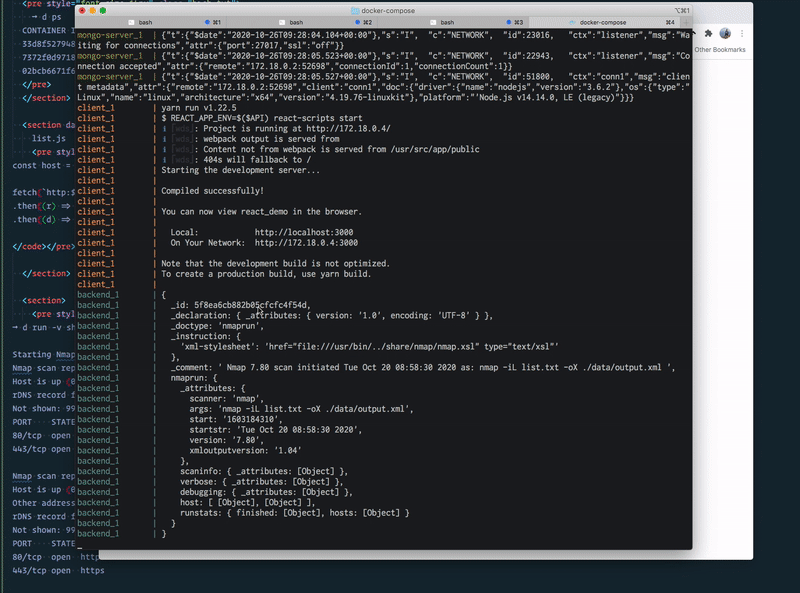 docker-compose
⌥⌘1
bash ⌘1 bash ⌘2 bash ⌘3 docker-compose ⌘4
mongo-server_1 | {"t":{"$date":"2020-10-26T09:28:04.104+00:00"},"s":"I", "c":"NETWORK", "id":23016, "ctx":"listener","msg":"Wa
iting for connections","attr":{"port":27017,"ssl":"off"}}
mongo-server_1 | {"t":{"$date":"2020-10-26T09:28:05.523+00:00"},"s":"I", "c":"NETWORK", "id":22943, "ctx":"listener","msg":"Co
nnection accepted","attr":{"remote":"172.18.0.2:52698","connectionId":1,"connectionCount":1}}
mongo-server_1 | {"t":{"$date":"2020-10-26T09:28:05.527+00:00"},"s":"I", "c":"NETWORK", "id":51800, "ctx":"conn1","msg":"clien
t metadata","attr":{"remote":"172.18.0.2:52698","client":"conn1","doc":{"driver":{"name":"nodejs","version":"3.6.2"},"os":{"type":"
Linux","name":"linux","architecture":"x64","version":"4.19.76-linuxkit"},"platform":"'Node.js v14.14.0, LE (legacy)"}}}
client_1 | yarn run v1.22.5
client_1 | $ REACT_APP_ENV=$($API) react-scripts start
client_1 | ℹ ｢wds｣: Project is running at http://172.18.0.4/
client_1 | ℹ ｢wds｣: webpack output is served from
client_1 | ℹ ｢wds｣: Content not from webpack is served from /usr/src/app/public
client_1 | ℹ ｢wds｣: 404s will fallback to /
client_1 | Starting the development server...
client_1 |
client_1 | Compiled successfully!
client_1 |
client_1 | You can now view react_demo in the browser.
client_1 |
client_1 | Local: http://localhost:3000
client_1 | On Your Network: http://172.18.0.4:3000
client_1 |
client_1 | Note that the development build is not optimized.
client_1 | To create a production build, use yarn build.
client_1 |
backend_1 | {
backend_1 | _id: 5f8ea6cb882b05cfcfc4f54d,
backend_1 | _declaration: { _attributes: { version: '1.0', encoding: 'UTF-8' } },
backend_1 | _doctype: 'nmaprun',
backend_1 | _instruction: {
backend_1 | 'xml-stylesheet': 'href="file:///usr/bin/../share/nmap/nmap.xsl" type="text/xsl"'
backend_1 | },
backend_1 | _comment: ' Nmap 7.80 scan initiated Tue Oct 20 08:58:30 2020 as: nmap -iL list.txt -oX ./data/output.xml ',
backend_1 | nmaprun: {
backend_1 | _attributes: {
backend_1 | scanner: 'nmap',
backend_1 | args: 'nmap -iL list.txt -oX ./data/output.xml',
backend_1 | start: '1603184310',
backend_1 | startstr: 'Tue Oct 20 08:58:30 2020',
backend_1 | version: '7.80',
backend_1 | xmloutputversion: '1.04'
backend_1 | },
backend_1 | scaninfo: { _attributes: [Object] },
backend_1 | verbose: { _attributes: [Object] },
backend_1 | debugging: { _attributes: [Object] },
backend_1 | host: [ [Object], [Object] ],
backend_1 | runstats: { finished: [Object], hosts: [Object] }
backend_1 | }
backend_1 | }
Other Bookmarks
→ d ps
CONTAINER
33d8f527948
7372f0d9718
02bcb6671f6
</pre>
</section>
<section da
list.js
<pre styl
const host =
fetch(`http:$
.then((r) =>
.then((d) =>
</code></pre>
</section>
<section>
<pre styl
→ d run -v sh
Starting Nmap
Nmap scan rep
Host is up (0
rDNS record f
Not shown: 99
PORT STATE
80/tcp open
443/tcp open
Nmap scan rep
Host is up (0
Other address
rDNS record f
Not shown: 99
PORT STATE
80/tcp open http
443/tcp open https